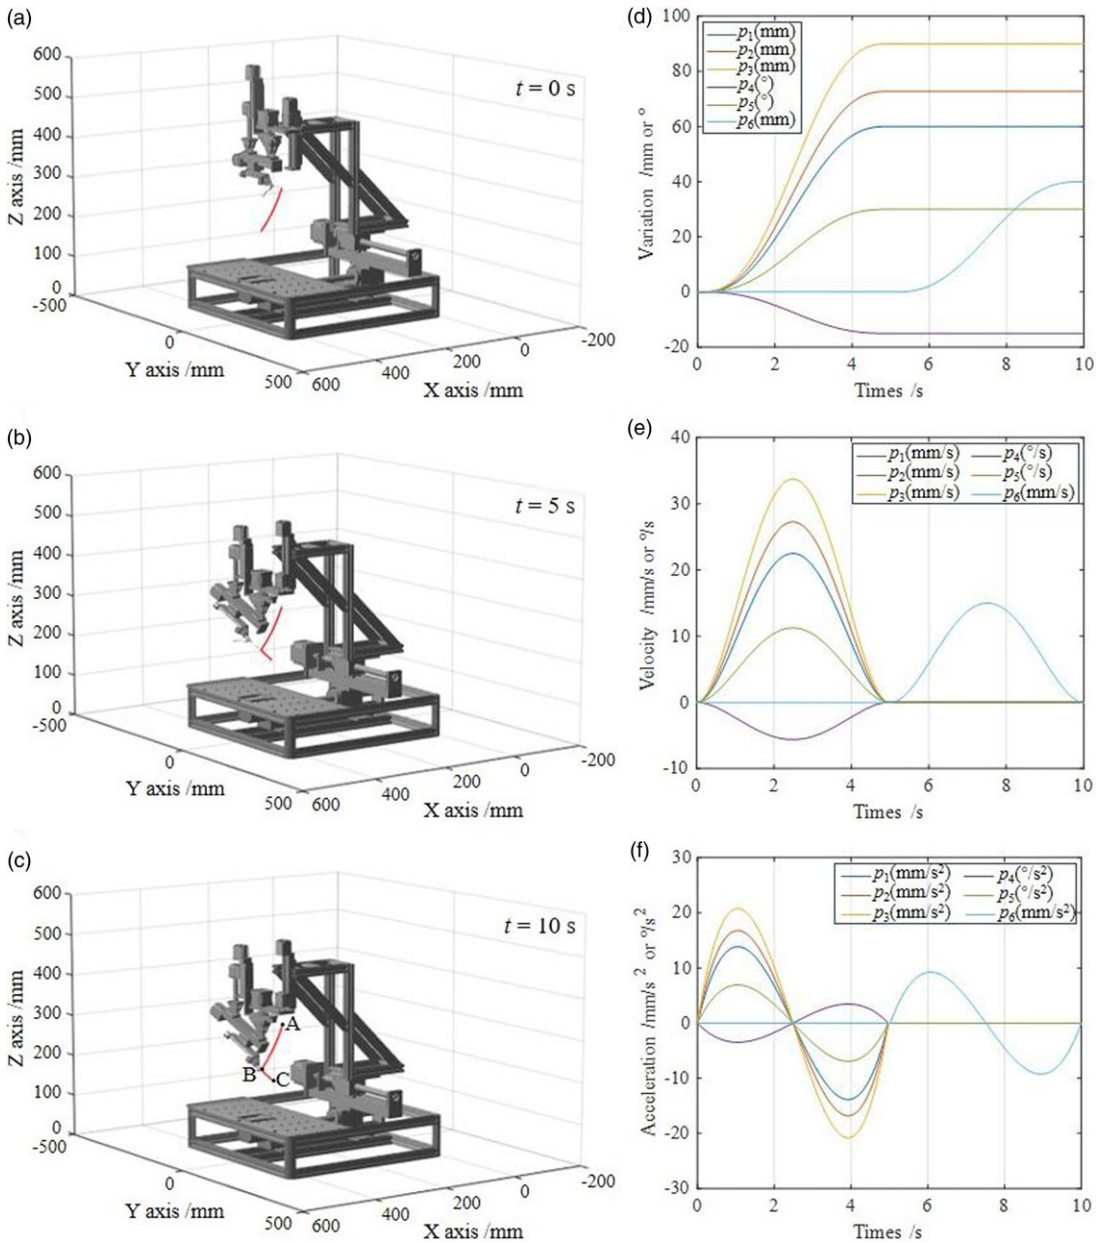 (a)
600
500
400
300
200
100
0
Z axis /mm
-500
0
500
Y axis /mm
600
400
200
0
-200
X axis /mm
t = 0 s
(d)
100
80
60
40
20
0
-20
Variation /mm or °
p1(mm)
p2(mm)
p3(mm)
p4(°)
p5(°)
p6(mm)
0 2 4 6 8 10
Times /s
(b)
600
500
400
300
200
100
0
Z axis /mm
-500
0
500
Y axis /mm
600
400
200
0
-200
X axis /mm
t = 5 s
(e)
40
30
20
10
0
-10
Velocity /mm/s or °/s
p1(mm/s) p4(°/s)
p2(mm/s) p5(°/s)
p3(mm/s) p6(mm/s)
0 2 4 6 8 10
Times /s
(c)
600
500
400
300
200
100
0
Z axis /mm
-500
0
500
Y axis /mm
600
400
200
0
-200
X axis /mm
t = 10 s
A
B
C
(f)
30
20
10
0
-10
-20
-30
Acceleration /mm/s² or °/s²
p1(mm/s²) p4(°/s²)
p2(mm/s²) p5(°/s²)
p3(mm/s²) p6(mm/s²)
0 2 4 6 8 10
Times /s